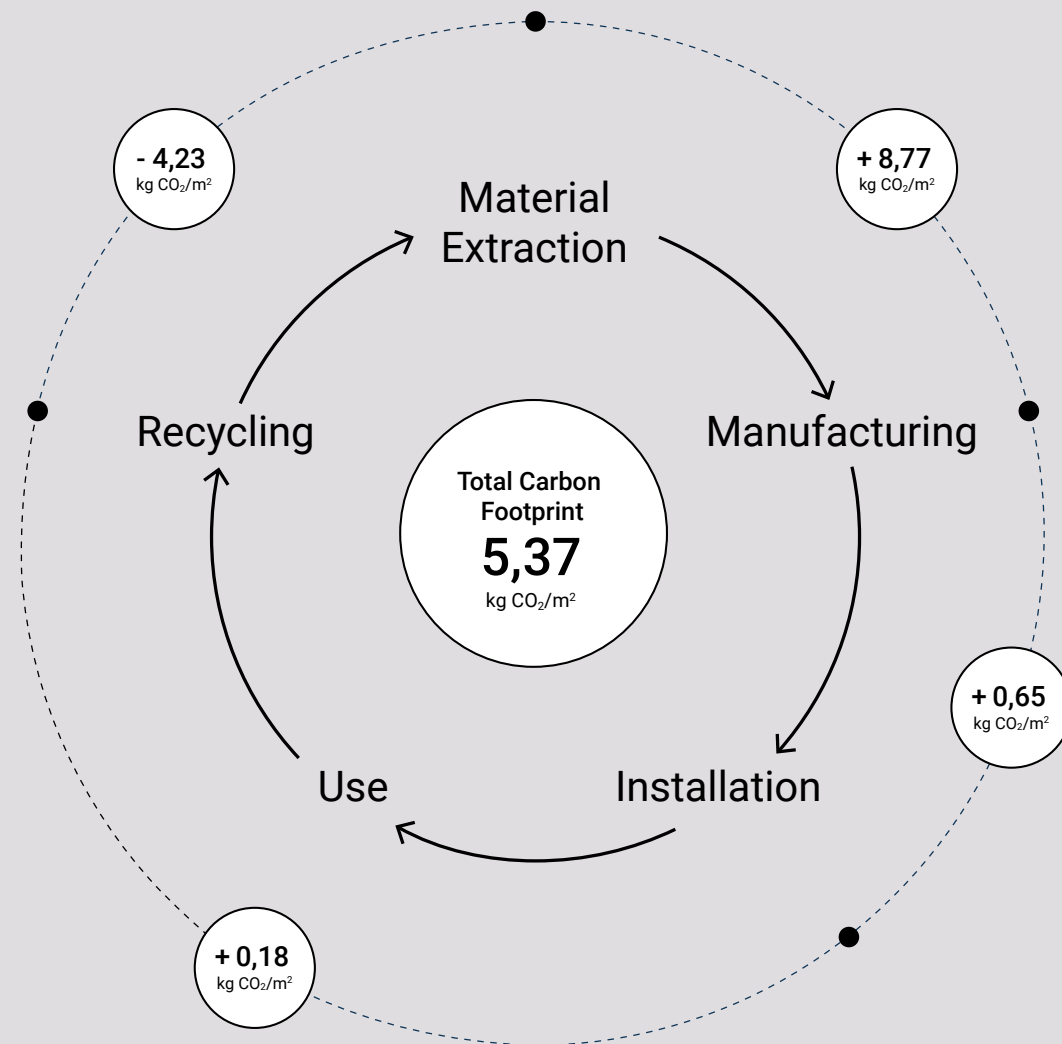 - 4,23
kg CO₂/m²
+ 8,77
kg CO₂/m²
Material
Extraction
Recycling
Manufacturing
Total Carbon
Footprint
5,37
kg CO₂/m²
+ 0,65
kg CO₂/m²
Use
Installation
+ 0,18
kg CO₂/m²